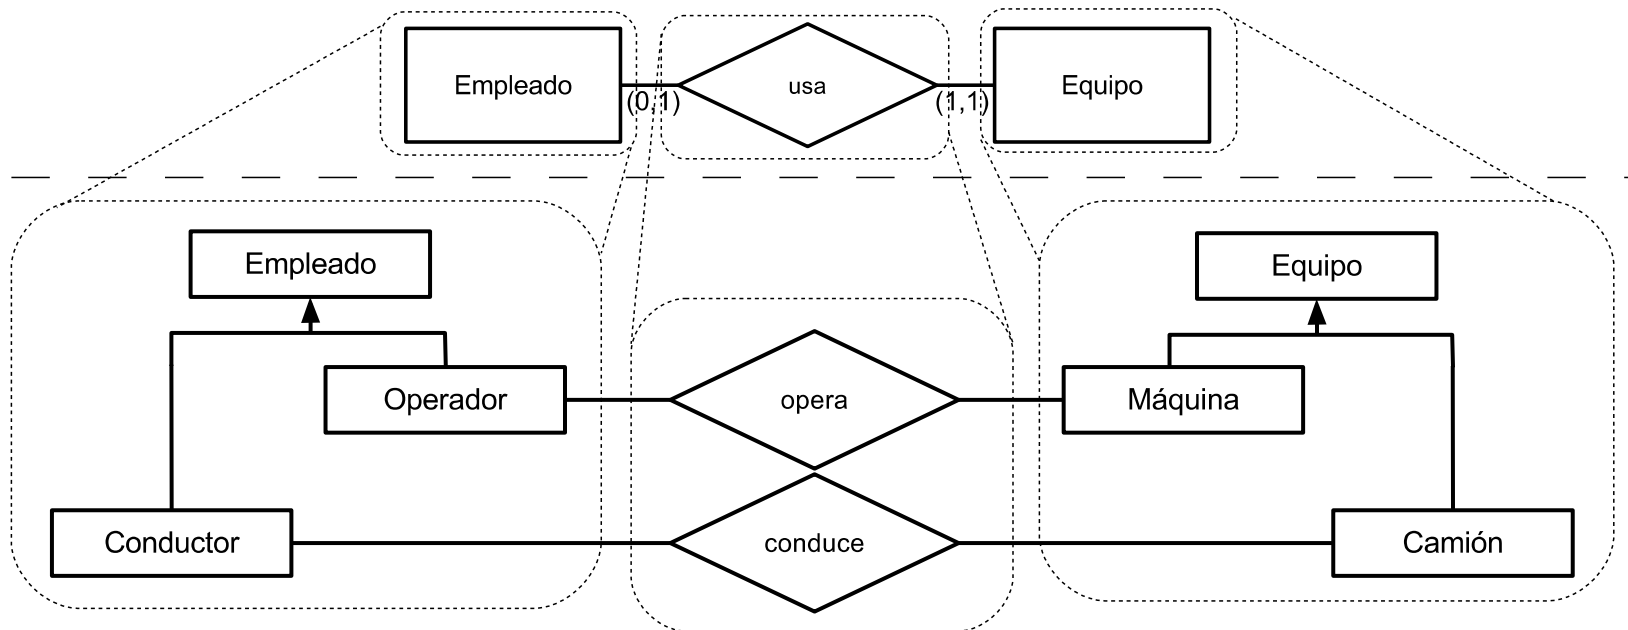 Empleado
usa
Equipo
(0,1)
(1,1)
Empleado
Equipo
Operador
opera
Máquina
Conductor
conduce
Camión